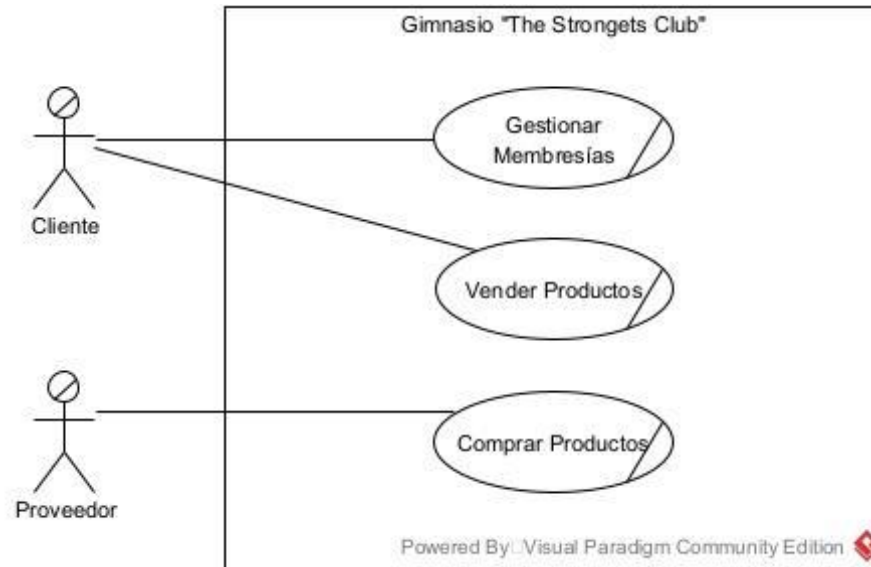 Gimnasio "The Strongets Club"
Gestionar
Membresías
Cliente
Vender Productos
Comprar Productos
Proveedor
Powered By Visual Paradigm Community Edition